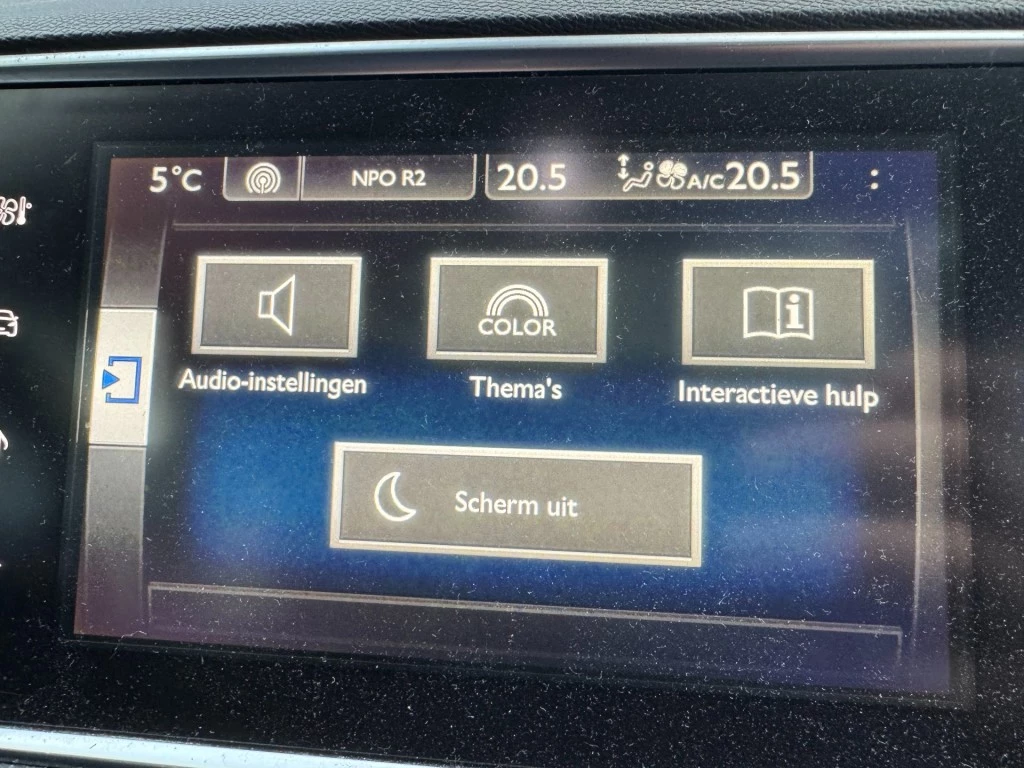 5°C NPO R2 20.5 A/C 20.5 :
COLOR
Audio-instellingen Thema's Interactieve hulp
Scherm uit